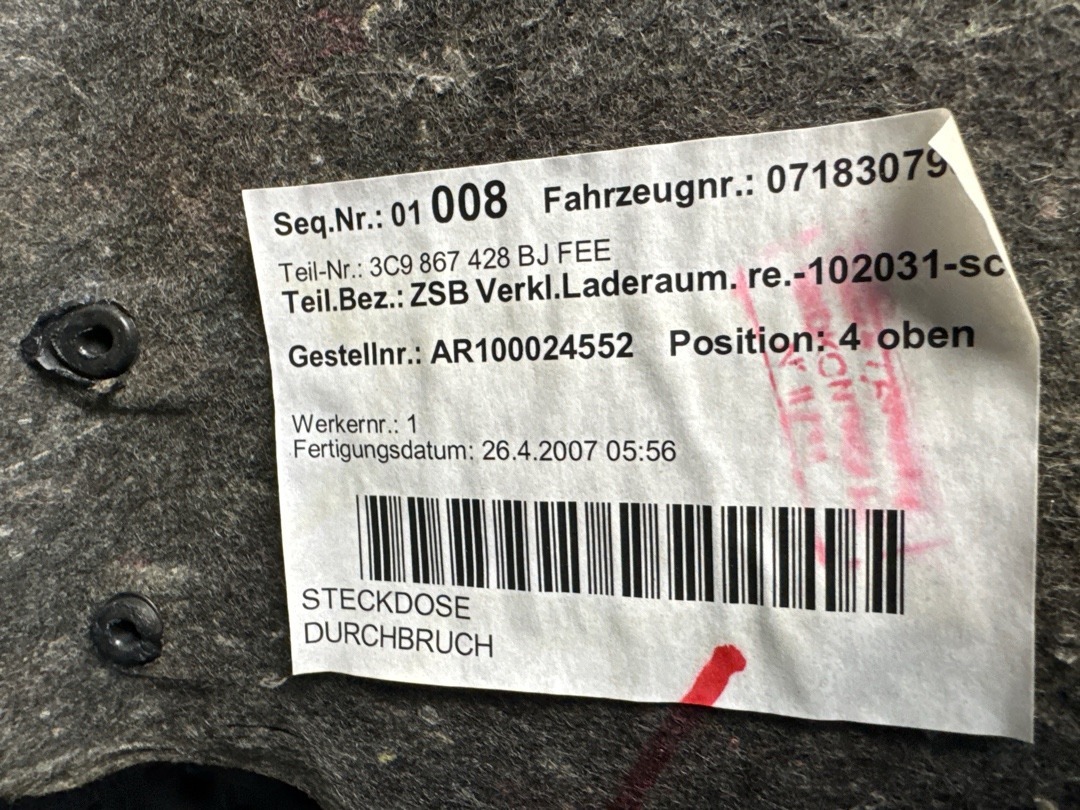 Seq.Nr.: 01 008 Fahrzeugnr.: 07183079
Teil-Nr.: 3C9 867 428 BJ FEE
Teil.Bez.: ZSB Verkl.Laderaum. re.-102031-sc
Gestellnr.: AR100024552 Position: 4 oben
Werkernr.: 1
Fertigungsdatum: 26.4.2007 05:56
STECKDOSE
DURCHBRUCH